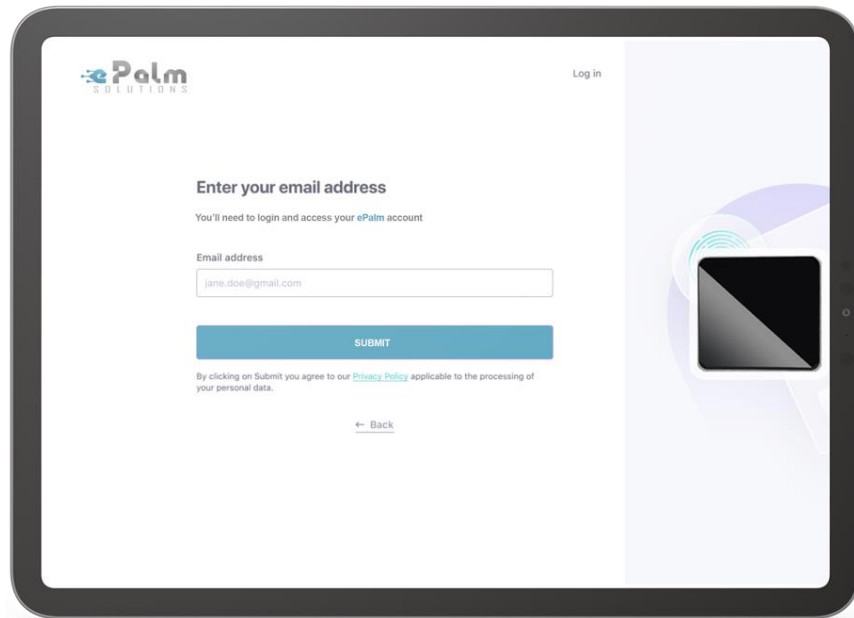 ePalm
SOLUTIONS
Log in
Enter your email address
You'll need to login and access your ePalm account
Email address
jane.doe@gmail.com
SUBMIT
By clicking on Submit you agree to our Privacy Policy applicable to the processing of
your personal data.
← Back